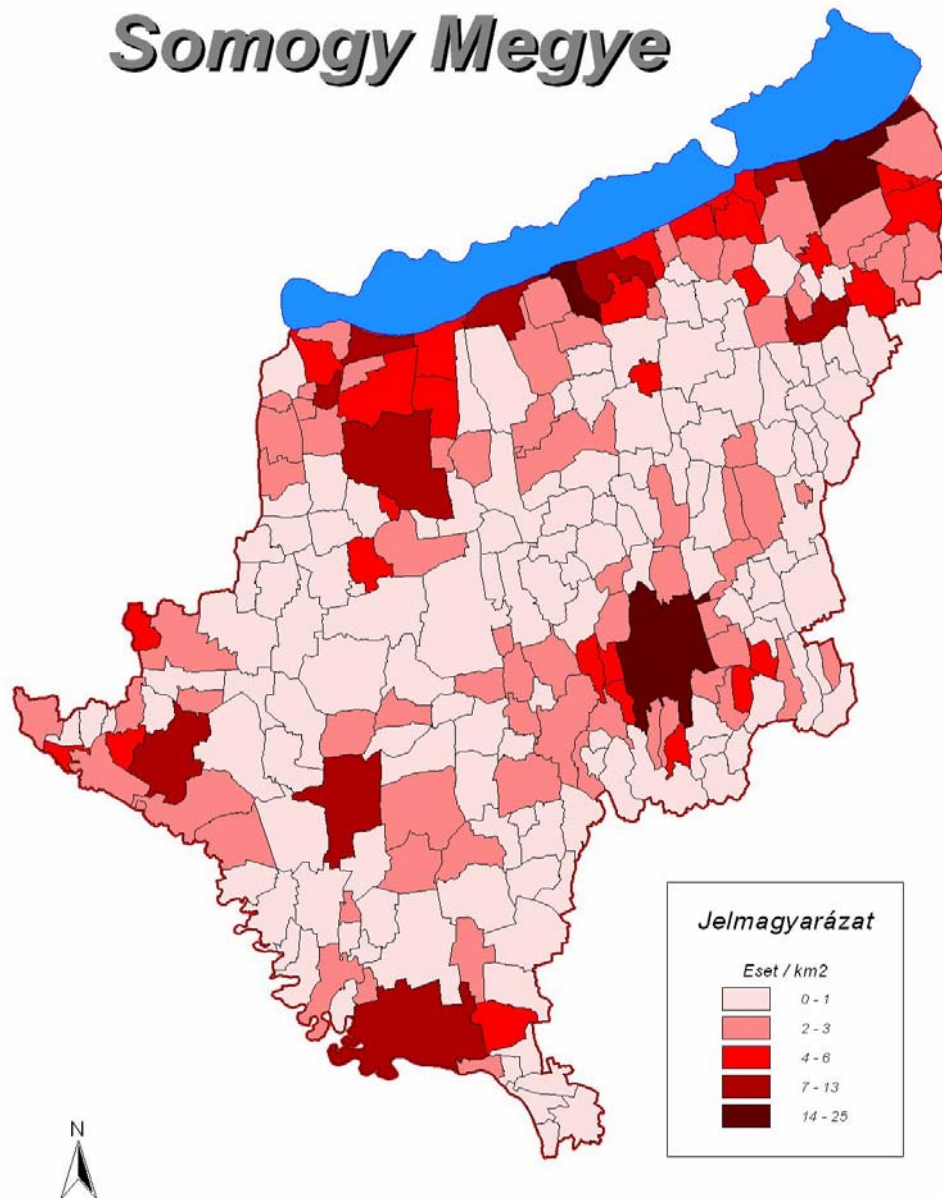 Somogy Megye
Jelmagyarázat
Eset / km2
0 - 1
2 - 3
4 - 6
7 - 13
14 - 25
N